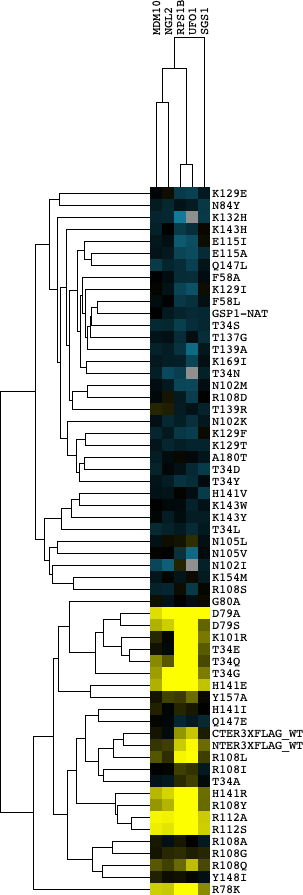 MDM10
NGL2
RPS1B
UFO1
SGS1
K129E
N84Y
K132H
K143H
E115I
E115A
Q147L
F58A
K129I
F58L
GSP1-NAT
T34S
T137G
T139A
K169I
T34N
N102M
R108D
T139R
N102K
K129F
K129T
A180T
T34D
T34Y
H141V
K143W
K143Y
T34L
N105L
N105V
N102I
K154M
R108S
G80A
D79A
D79S
K101R
T34E
T34Q
T34G
H141E
Y157A
H141I
Q147E
CTER3XFLAG_WT
NTER3XFLAG_WT
R108L
R108I
T34A
H141R
R108Y
R112A
R112S
R108A
R108G
R108Q
Y148I
R78K